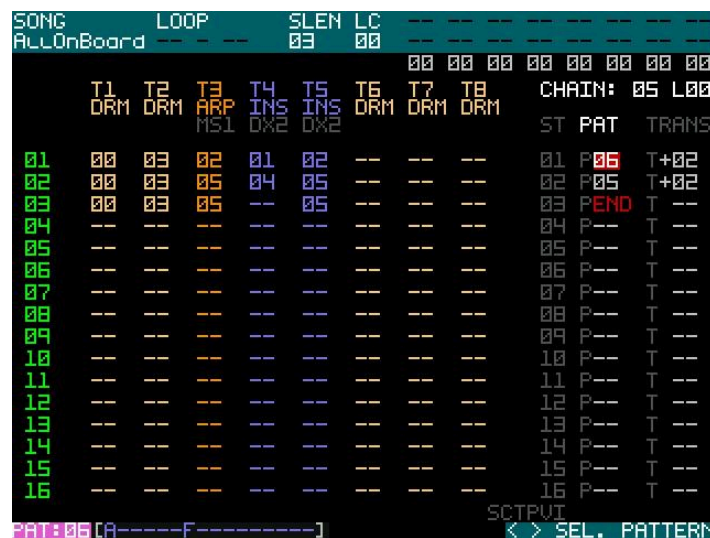 SONG LOOP SLEN LC -- -- -- -- -- -- -- --
ALLOnBoard -- - -- 03 00 -- -- -- -- -- -- -- --
00 00 00 00 00 00 00 00
T1 T2 T3 T4 T5 T6 T7 T8 CHAIN: 05 L00
DRM DRM ARP INS INS DRM DRM DRM
MS1 DX2 DX2 ST PAT TRANS
01 00 03 02 01 02 -- -- -- 01 P06 T+02
02 00 03 05 04 05 -- -- -- 02 P05 T+02
03 00 03 05 -- 05 -- -- -- 03 PEND T --
04 -- -- -- -- -- -- -- -- 04 P-- T --
05 -- -- -- -- -- -- -- -- 05 P-- T --
06 -- -- -- -- -- -- -- -- 06 P-- T --
07 -- -- -- -- -- -- -- -- 07 P-- T --
08 -- -- -- -- -- -- -- -- 08 P-- T --
09 -- -- -- -- -- -- -- -- 09 P-- T --
10 -- -- -- -- -- -- -- -- 10 P-- T --
11 -- -- -- -- -- -- -- -- 11 P-- T --
12 -- -- -- -- -- -- -- -- 12 P-- T --
13 -- -- -- -- -- -- -- -- 13 P-- T --
14 -- -- -- -- -- -- -- -- 14 P-- T --
15 -- -- -- -- -- -- -- -- 15 P-- T --
16 -- -- -- -- -- -- -- -- 16 P-- T --
SCTPVI
PAT:06[A-----F----------] < > SEL. PATTERN